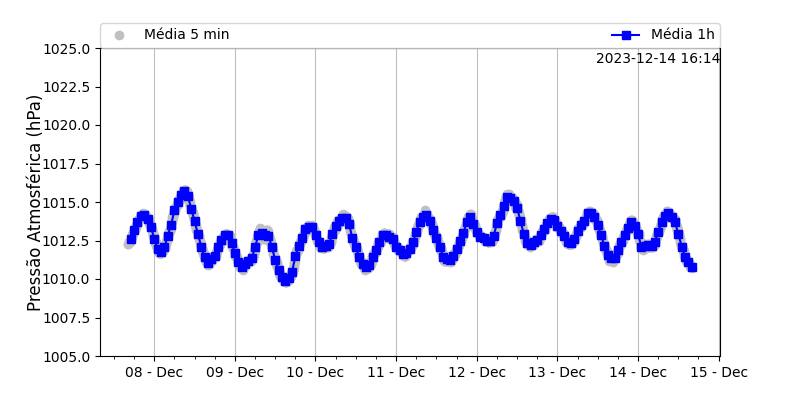 Média 5 min
Média 1h
2023-12-14 16:14
Pressão Atmosférica (hPa)
1025.0
1022.5
1020.0
1017.5
1015.0
1012.5
1010.0
1007.5
1005.0
08 - Dec
09 - Dec
10 - Dec
11 - Dec
12 - Dec
13 - Dec
14 - Dec
15 - Dec